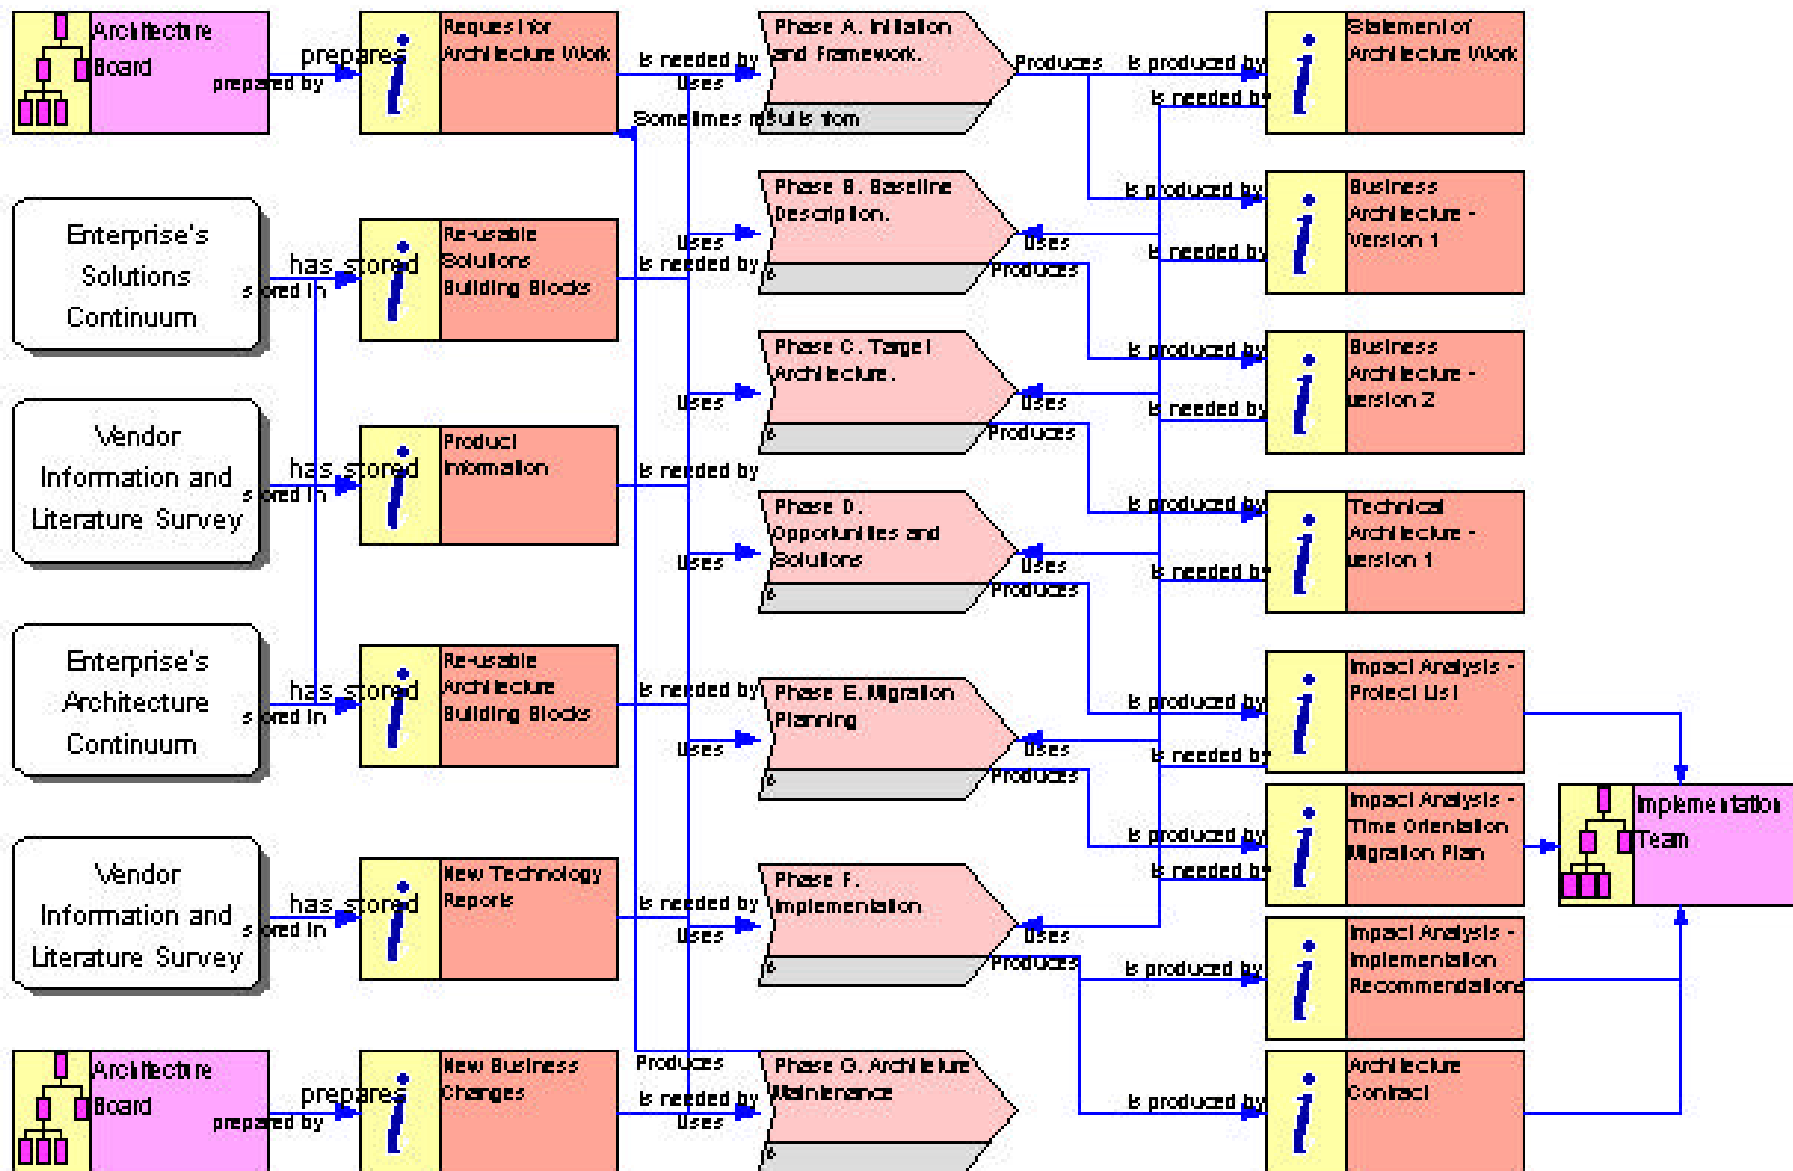 Architecture
Board
prepares
prepared by
Request for
Architecture Work
is needed by
Uses
Sometimes results from
Phase A. Initiation
and Framework.
Produces
is produced by
is needed by
Statement of
Architecture Work
Enterprise's
Solutions
Continuum
has stored
stored in
Re-usable
Solutions
Building Blocks
Uses
is needed by
Phase B. Baseline
Description.
6
Uses
Produces
is produced by
is needed by
Business
Architecture -
Version 1
Vendor
Information and
Literature Survey
has stored
stored in
Product
Information
Uses
is needed by
Phase C. Target
Architecture.
6
Uses
Produces
is produced by
is needed by
Business
Architecture -
version 2
Phase D.
Opportunities and
Solutions
6
Uses
Uses
Produces
is produced by
is needed by
Technical
Architecture -
version 1
Enterprise's
Architecture
Continuum
has stored
stored in
Re-usable
Architecture
Building Blocks
is needed by
Uses
Phase E. Migration
Planning
6
Uses
Produces
is produced by
is needed by
Impact Analysis -
Project List
is produced by
is needed by
Impact Analysis -
Time Orientation
Migration Plan
Implementation
Team
Vendor
Information and
Literature Survey
has stored
stored in
New Technology
Reports
is needed by
Uses
Phase F.
Implementation
6
Uses
Produces
is produced by
Impact Analysis -
Implementation
Recommendations
Architecture
Board
prepares
prepared by
New Business
Changes
Produces
is needed by
Uses
Phase G. Architeture
Maintenance
6
is produced by
Architecture
Contract